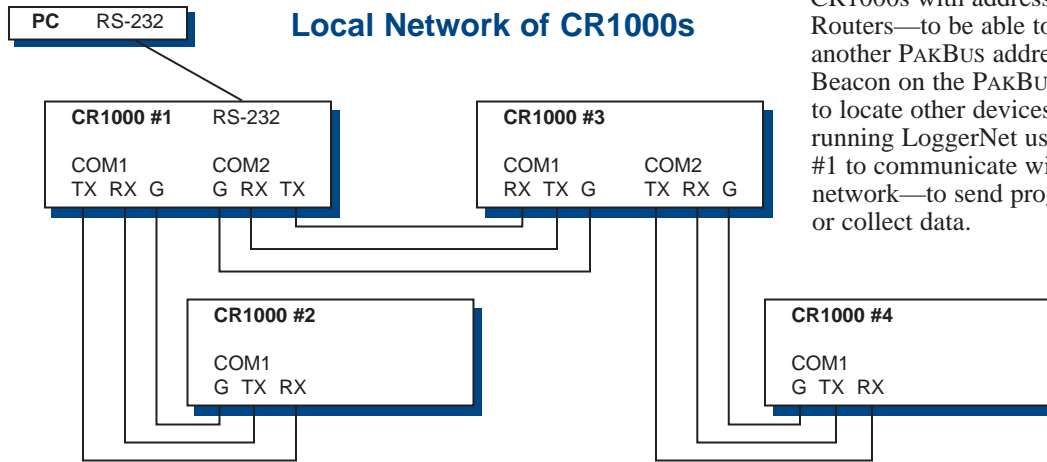 Local Network of CR1000s
PC RS-232
CR1000 #1 RS-232
COM1 COM2
TX RX G G RX TX
CR1000 #3
COM1 COM2
RX TX G TX RX G
CR1000 #2
COM1
G TX RX
CR1000 #4
COM1
G TX RX
CR1000s with address
Routers—to be able to
another PAKBUS addre
Beacon on the PAKBU
to locate other devices
running LoggerNet us
#1 to communicate wi
network—to send prog
or collect data.